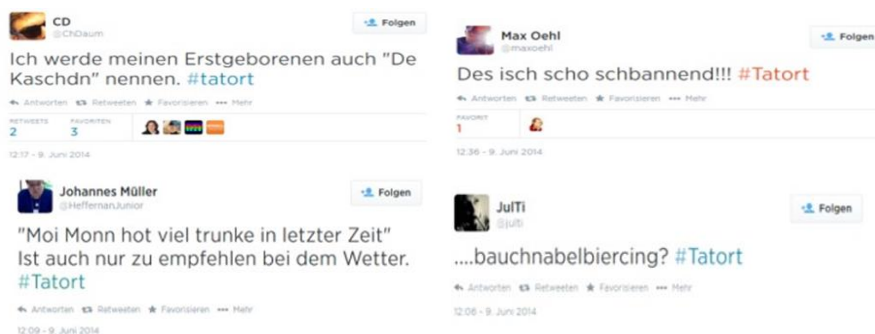 CD
@ChDaum
Folgen
Ich werde meinen Erstgeborenen auch "De
Kaschdn" nennen. #tatort
Antworten Retweeten Favorisieren Mehr
RETWEETS FAVORITEN
2 3
12:17 - 9. Juni 2014
Max Oehl
@maxoehl
Folgen
Des isch scho schbannend!!! #Tatort
Antworten Retweeten Favorisieren Mehr
FAVORIT
1
12:36 - 9. Juni 2014
Johannes Müller
@HeffernanJunior
Folgen
"Moi Monn hot viel trunke in letzter Zeit"
Ist auch nur zu empfehlen bei dem Wetter.
#Tatort
Antworten Retweeten Favorisieren Mehr
12:09 - 9. Juni 2014
JulTi
@julti
Folgen
....bauchnabelbiercing? #Tatort
Antworten Retweeten Favorisieren Mehr
12:08 - 9. Juni 2014